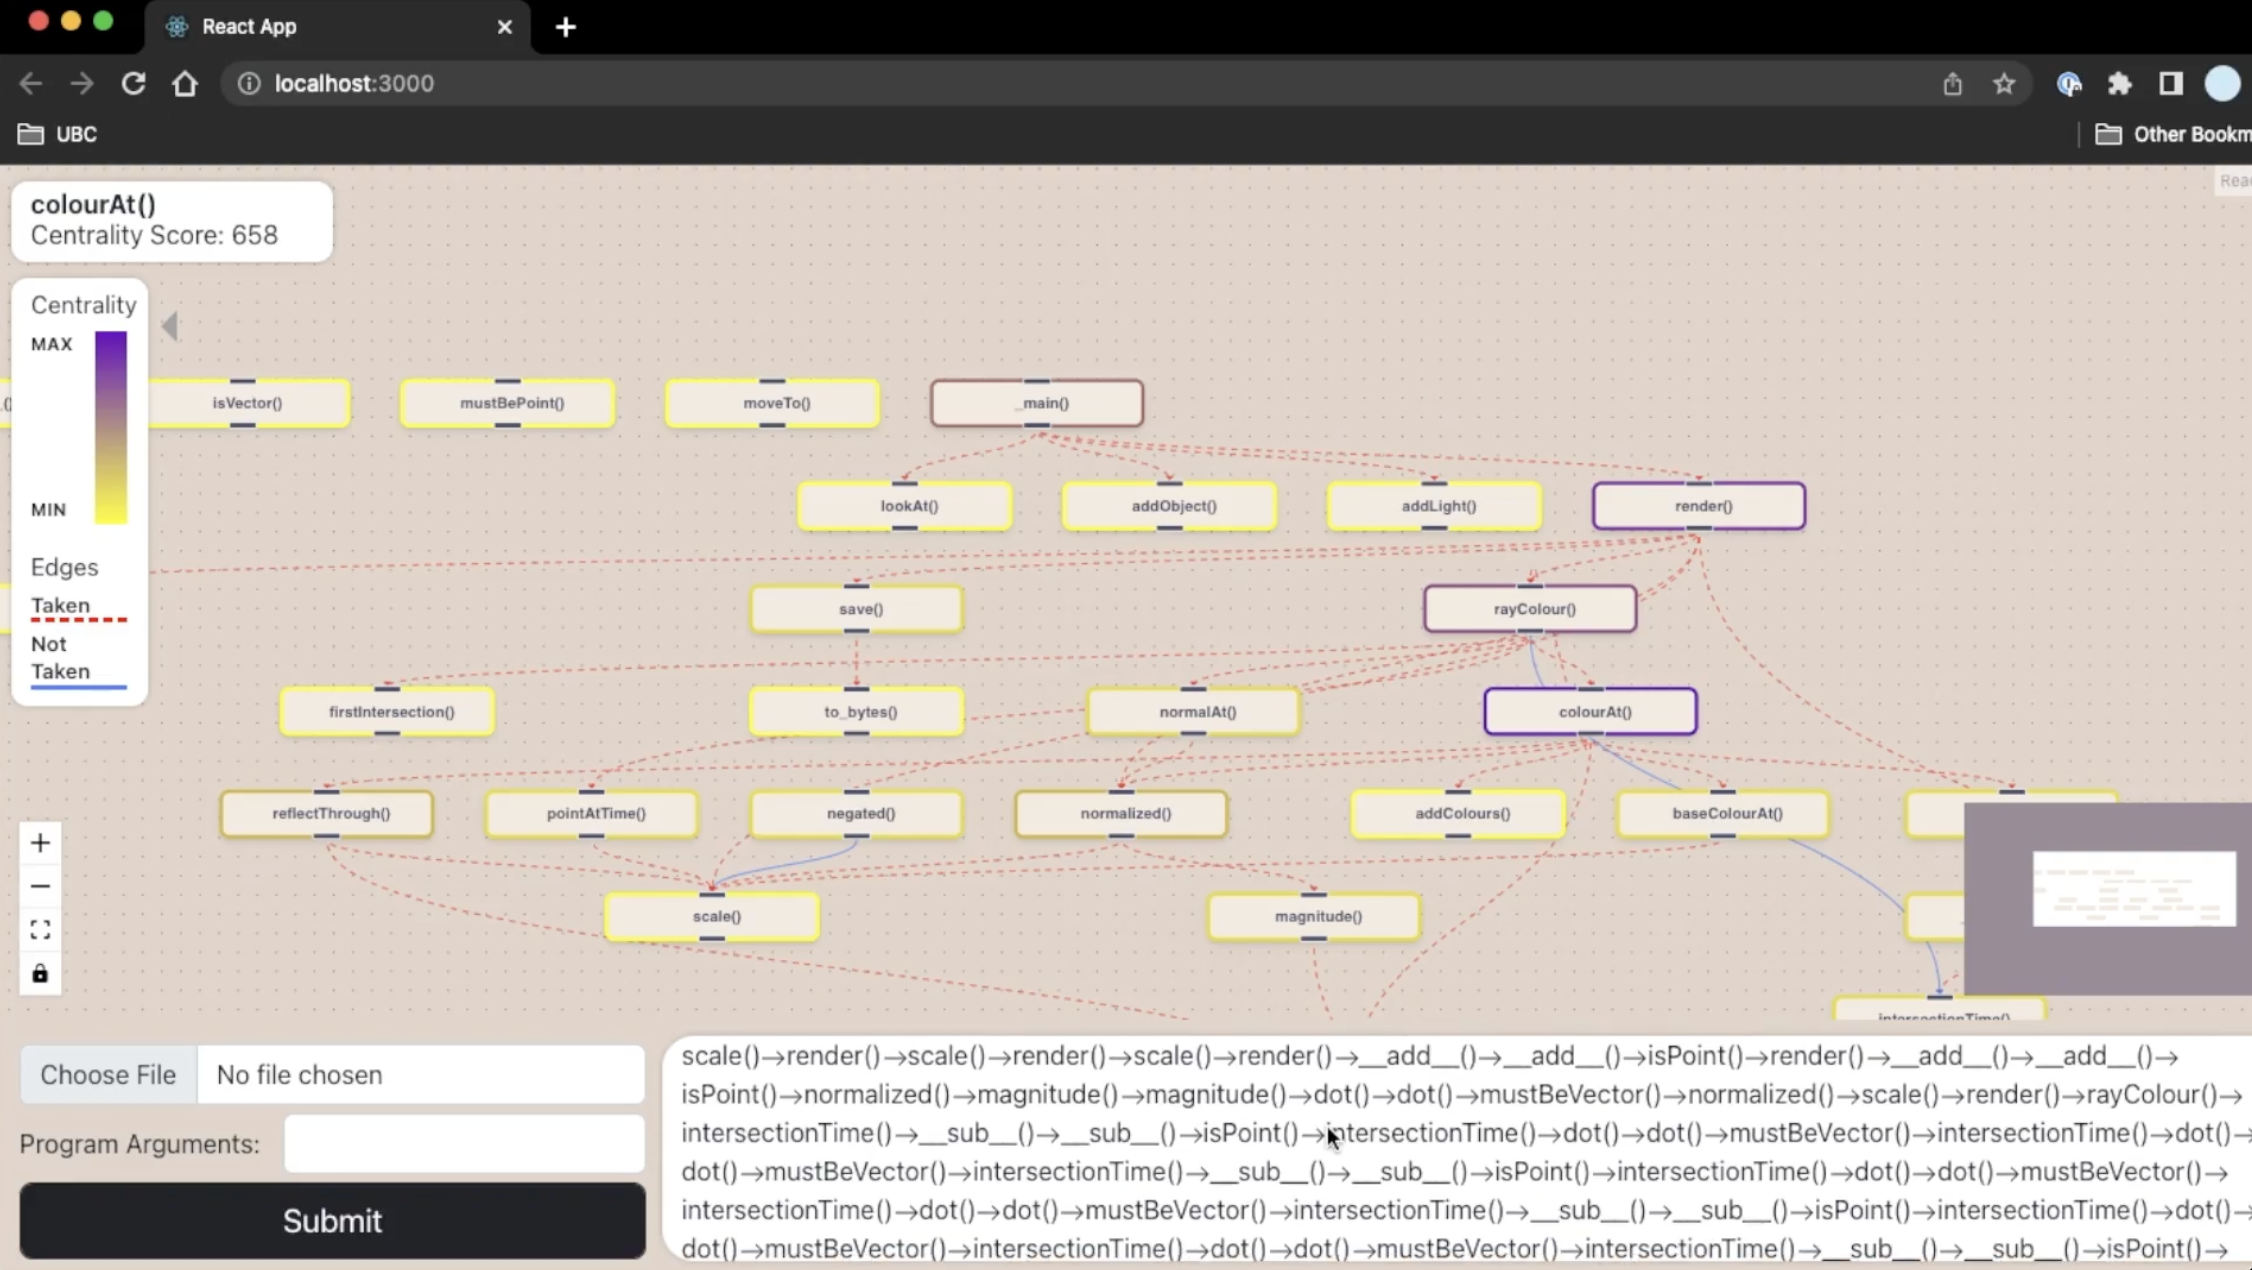 React App
localhost:3000
UBC
Other Bookm
Rea
colourAt()
Centrality Score: 658
Centrality
MAX
MIN
Edges
Taken
Not
Taken
isVector()
mustBePoint()
moveTo()
_main()
lookAt()
addObject()
addLight()
render()
save()
rayColour()
firstIntersection()
to_bytes()
normalAt()
colourAt()
reflectThrough()
pointAtTime()
negated()
normalized()
addColours()
baseColourAt()
scale()
magnitude()
intersectionTime()
Choose File No file chosen
Program Arguments:
Submit
scale()→render()→scale()→render()→scale()→render()→__add__()→__add__()→isPoint()→render()→__add__()→__add__()→
isPoint()→normalized()→magnitude()→magnitude()→dot()→dot()→mustBeVector()→normalized()→scale()→render()→rayColour()→
intersectionTime()→__sub__()→__sub__()→isPoint()→intersectionTime()→dot()→dot()→mustBeVector()→intersectionTime()→dot()→
dot()→mustBeVector()→intersectionTime()→__sub__()→__sub__()→isPoint()→intersectionTime()→dot()→dot()→mustBeVector()→
intersectionTime()→dot()→dot()→mustBeVector()→intersectionTime()→__sub__()→__sub__()→isPoint()→intersectionTime()→dot()→
dot()→mustBeVector()→intersectionTime()→dot()→dot()→mustBeVector()→intersectionTime()→__sub__()→__sub__()→isPoint()→